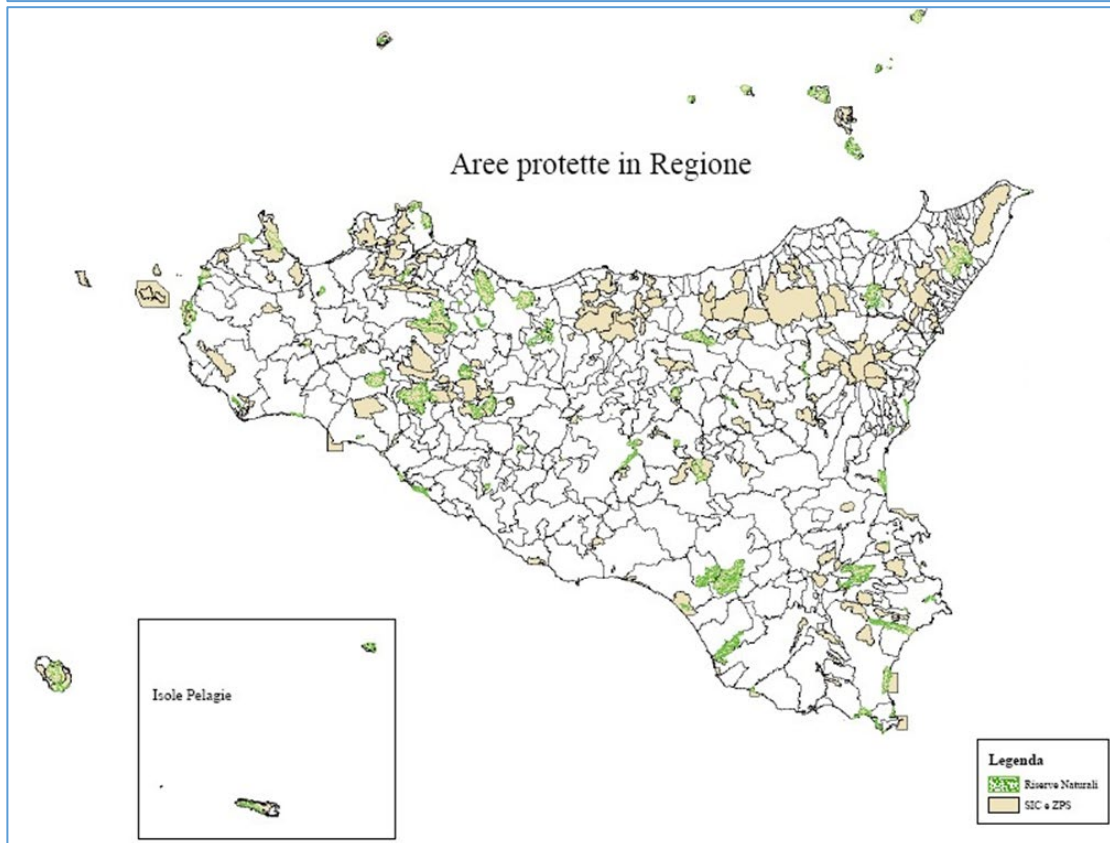 Aree protette in Regione
Isole Pelagie
Legenda
Riserve Naturali
SIC e ZPS